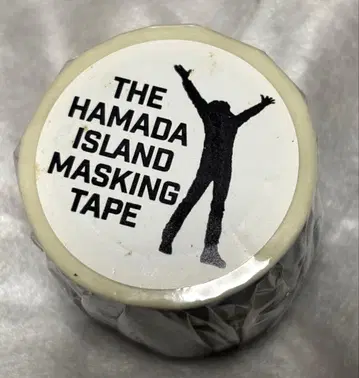 THE
HAMADA
ISLAND
MASKING
TAPE